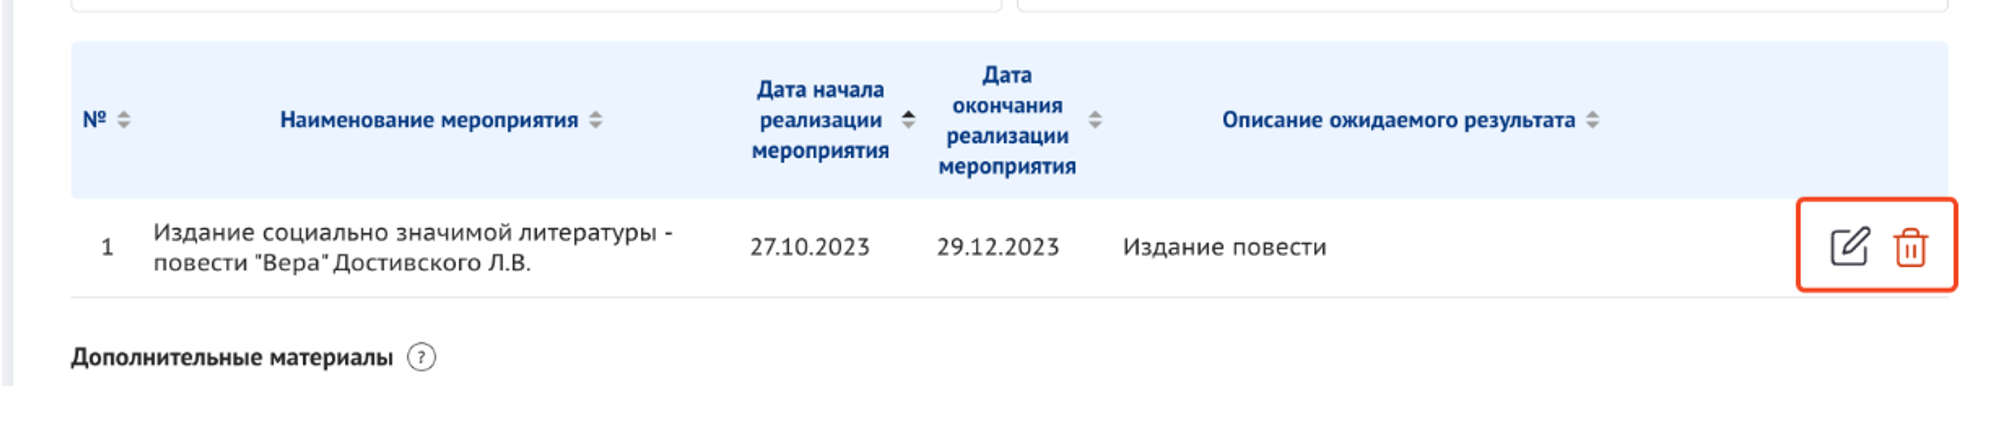 №
Наименование мероприятия
Дата начала
реализации
мероприятия
Дата
окончания
реализации
мероприятия
Описание ожидаемого результата
1
Издание социально значимой литературы -
повести "Вера" Достивского Л.В.
27.10.2023
29.12.2023
Издание повести
Дополнительные материалы ?